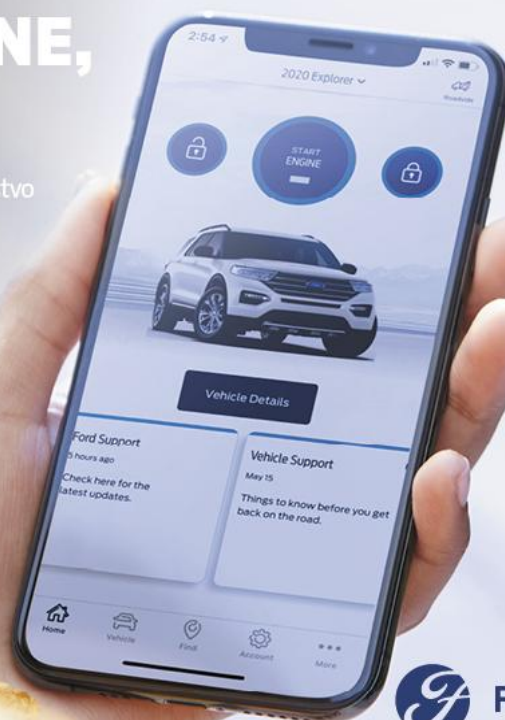 NE,
tvo
2:54
2020 Explorer
Roadside
START
ENGINE
Ford
Vehicle Details
Ford Support
5 hours ago
Check here for the
latest updates.
Vehicle Support
May 15
Things to know before you get
back on the road.
Home
Vehicle
Find
Account
More
F